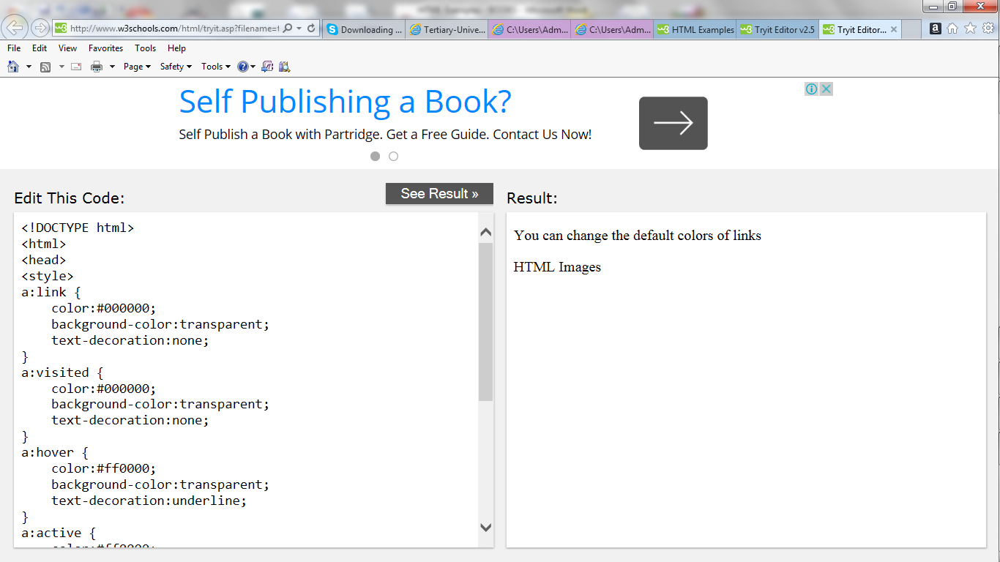 http://www.w3schools.com/html/tryit.asp?filename=t
Downloading ...
Tertiary-Unive...
C:\Users\Adm...
C:\Users\Adm...
HTML Examples
Tryit Editor v2.5
Tryit Editor...
File Edit View Favorites Tools Help
Page Safety Tools
Self Publishing a Book?
Self Publish a Book with Partridge. Get a Free Guide. Contact Us Now!
Edit This Code:
See Result »
<!DOCTYPE html>
<html>
<head>
<style>
a:link {
    color:#000000;
    background-color:transparent;
    text-decoration:none;
}
a:visited {
    color:#000000;
    background-color:transparent;
    text-decoration:none;
}
a:hover {
    color:#ff0000;
    background-color:transparent;
    text-decoration:underline;
}
a:active {
    color:#ff0000;
Result:
You can change the default colors of links
HTML Images